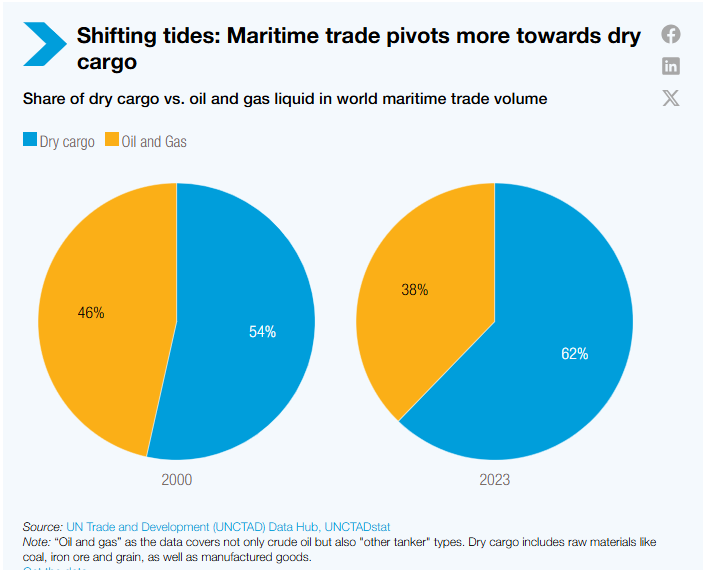 Shifting tides: Maritime trade pivots more towards dry
cargo
Share of dry cargo vs. oil and gas liquid in world maritime trade volume
Dry cargo Oil and Gas
46%
54%
38%
62%
2000
2023
Source: UN Trade and Development (UNCTAD) Data Hub, UNCTADstat
Note: “Oil and gas” as the data covers not only crude oil but also "other tanker" types. Dry cargo includes raw materials like
coal, iron ore and grain, as well as manufactured goods.